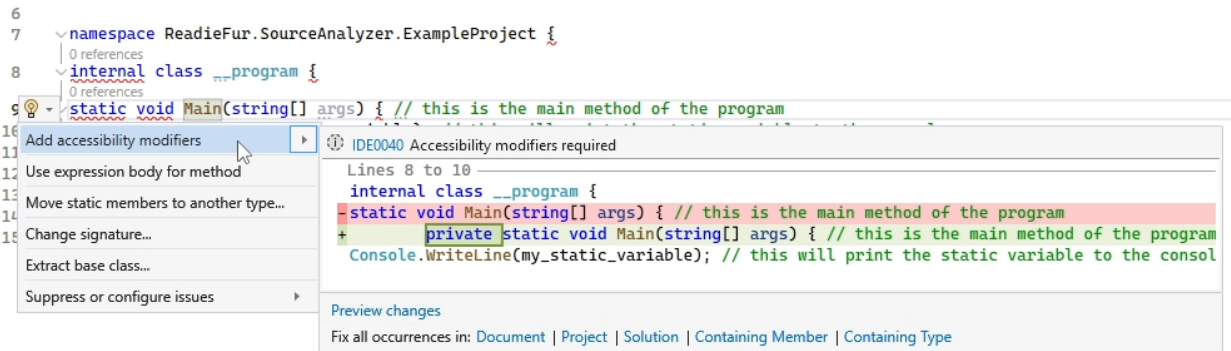 6
7 namespace ReadieFur.SourceAnalyzer.ExampleProject {
0 references
8 internal class __program {
0 references
9 static void Main(string[] args) { // this is the main method of the program
10
Add accessibility modifiers
11
Use expression body for method
12
Move static members to another type...
13
Change signature...
14
Extract base class...
15
Suppress or configure issues
IDE0040 Accessibility modifiers required
Lines 8 to 10
internal class __program {
-static void Main(string[] args) { // this is the main method of the program
+ private static void Main(string[] args) { // this is the main method of the program
Console.WriteLine(my_static_variable); // this will print the static variable to the consol
Preview changes
Fix all occurrences in: Document | Project | Solution | Containing Member | Containing Type